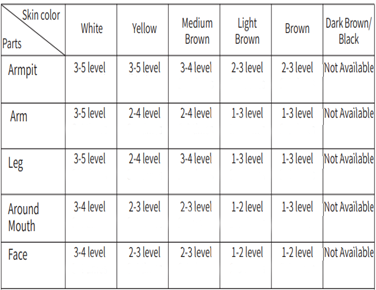 Skin color
Parts
White Yellow Medium Brown Light Brown Brown Dark Brown/ Black
Armpit 3-5 level 3-5 level 3-4 level 2-3 level 2-3 level Not Available
Arm 3-5 level 2-4 level 2-4 level 1-3 level 1-3 level Not Available
Leg 3-5 level 2-4 level 3-4 level 1-3 level 1-3 level Not Available
Around Mouth 3-4 level 2-3 level 2-3 level 1-2 level 1-3 level Not Available
Face 3-4 level 2-3 level 2-3 level 1-2 level 1-2 level Not Available